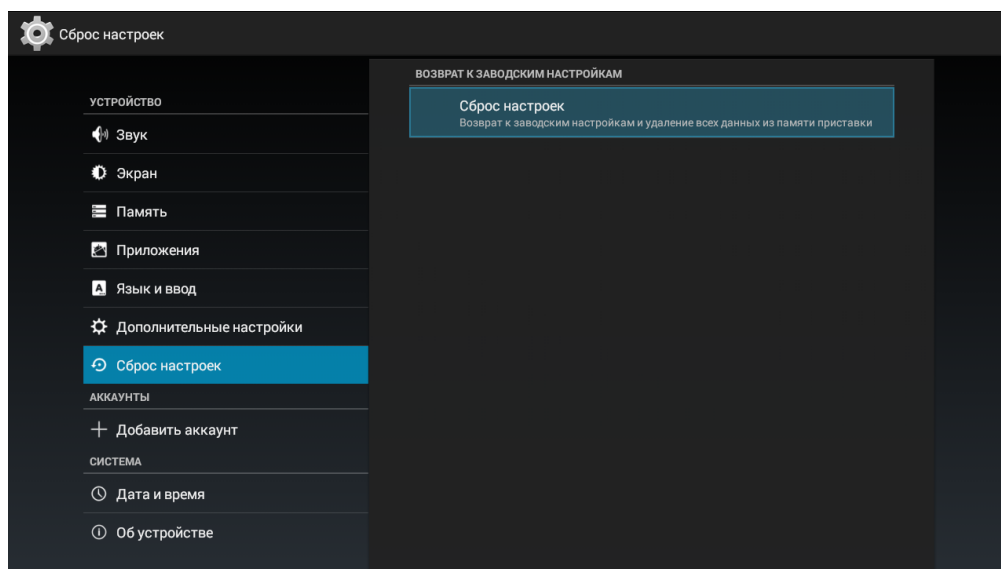 Сброс настроек
ВОЗВРАТ К ЗАВОДСКИМ НАСТРОЙКАМ
Сброс настроек
Возврат к заводским настройкам и удаление всех данных из памяти приставки
УСТРОЙСТВО
Звук
Экран
Память
Приложения
Язык и ввод
Дополнительные настройки
Сброс настроек
АККАУНТЫ
Добавить аккаунт
СИСТЕМА
Дата и время
Об устройстве